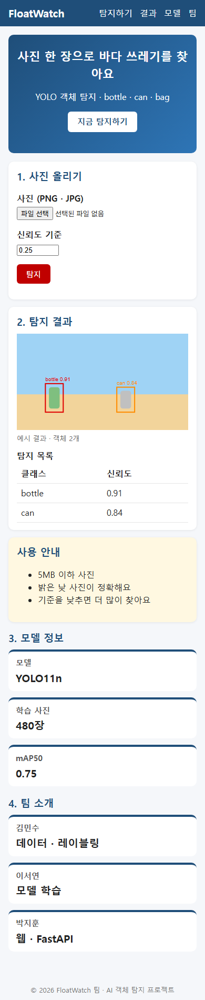 FloatWatch 탐지하기 결과 모델 팀
사진 한 장으로 바다 쓰레기를 찾
아요
YOLO 객체 탐지 · bottle · can · bag
지금 탐지하기
1. 사진 올리기
사진 (PNG · JPG)
파일 선택 선택된 파일 없음
신뢰도 기준
0.25
탐지
2. 탐지 결과
bottle 0.91
can 0.84
예시 결과 · 객체 2개
탐지 목록
클래스 신뢰도
bottle 0.91
can 0.84
사용 안내
• 5MB 이하 사진
• 밝은 낮 사진이 정확해요
• 기준을 낮추면 더 많이 찾아요
3. 모델 정보
모델
YOLO11n
학습 사진
480장
mAP50
0.75
4. 팀 소개
김민수
데이터 · 레이블링
이서연
모델 학습
박지훈
웹 · FastAPI
© 2026 FloatWatch 팀 · AI 객체 탐지 프로젝트